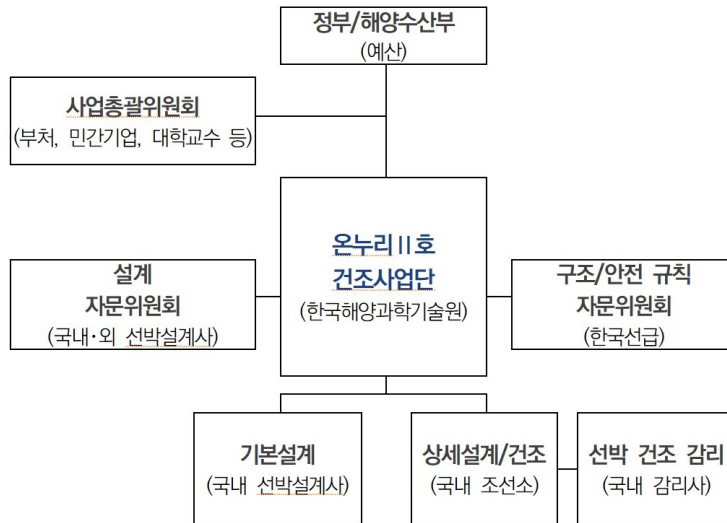 정부/해양수산부
(예산)
사업총괄위원회
(부처, 민간기업, 대학교수 등)
온누리Ⅱ호
건조사업단
(한국해양과학기술원)
설계
자문위원회
(국내·외 선박설계사)
구조/안전 규칙
자문위원회
(한국선급)
기본설계
(국내 선박설계사)
상세설계/건조
(국내 조선소)
선박 건조 감리
(국내 감리사)